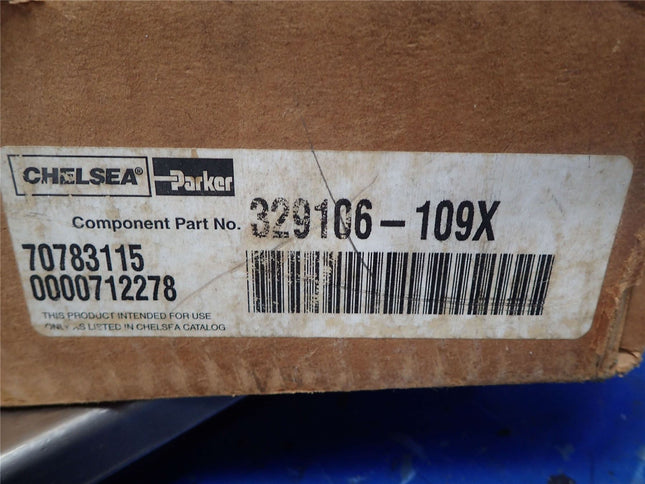 CHELSEA® Parker
Component Part No. 329106-109X
70783115
0000712278
THIS PRODUCT INTENDED FOR USE
ONLY AS LISTED IN CHELSEA CATALOG